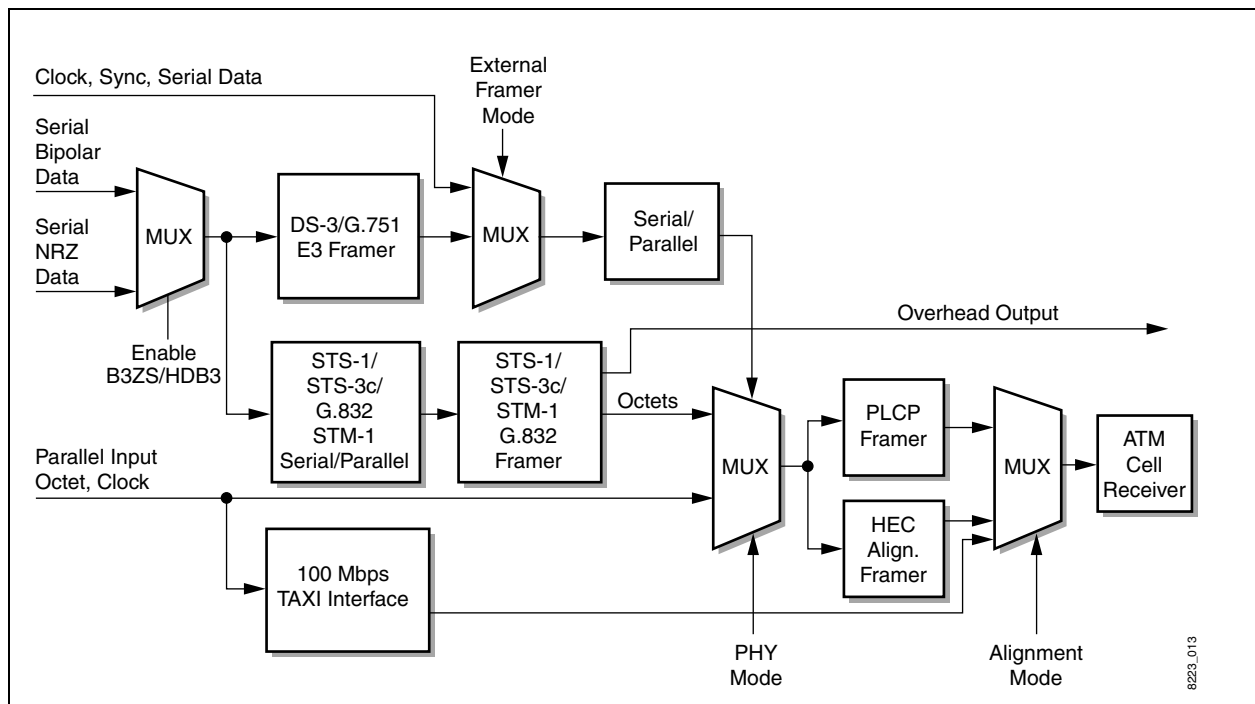 Clock, Sync, Serial Data
External
Framer
Mode
Serial
Bipolar
Data
Serial
NRZ
Data
MUX
DS-3/G.751
E3 Framer
MUX
Serial/
Parallel
Enable
B3ZS/HDB3
STS-1/
STS-3c/
G.832
STM-1
Serial/Parallel
STS-1/
STS-3c/
STM-1
G.832
Framer
Overhead Output
Octets
MUX
PLCP
Framer
MUX
ATM
Cell
Receiver
Parallel Input
Octet, Clock
HEC
Align.
Framer
100 Mbps
TAXI Interface
PHY
Mode
Alignment
Mode
8223_013